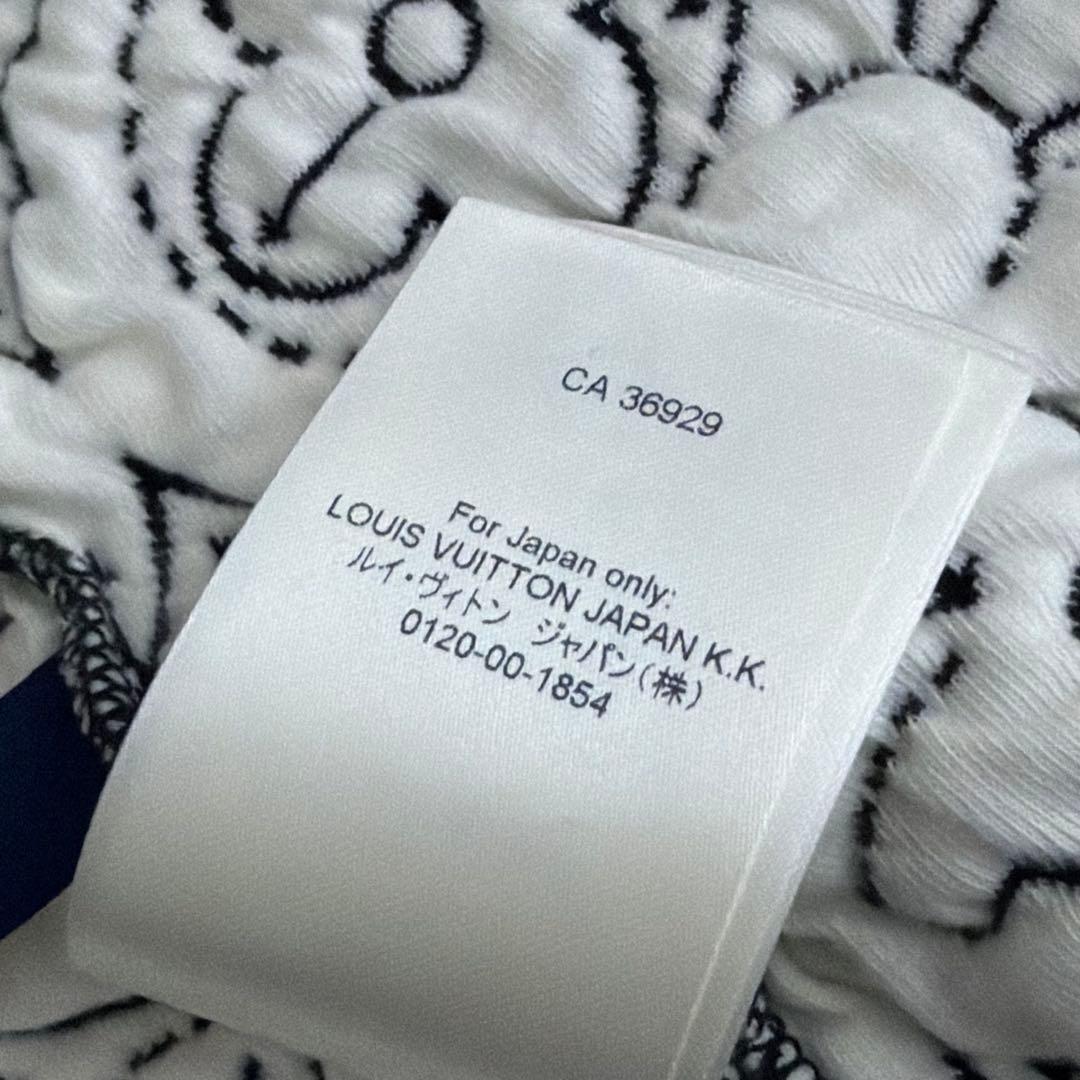 CA 36929
For Japan only:
LOUIS VUITTON JAPAN K.K.
ルイ・ヴィトン ジャパン(株)
0120-00-1854